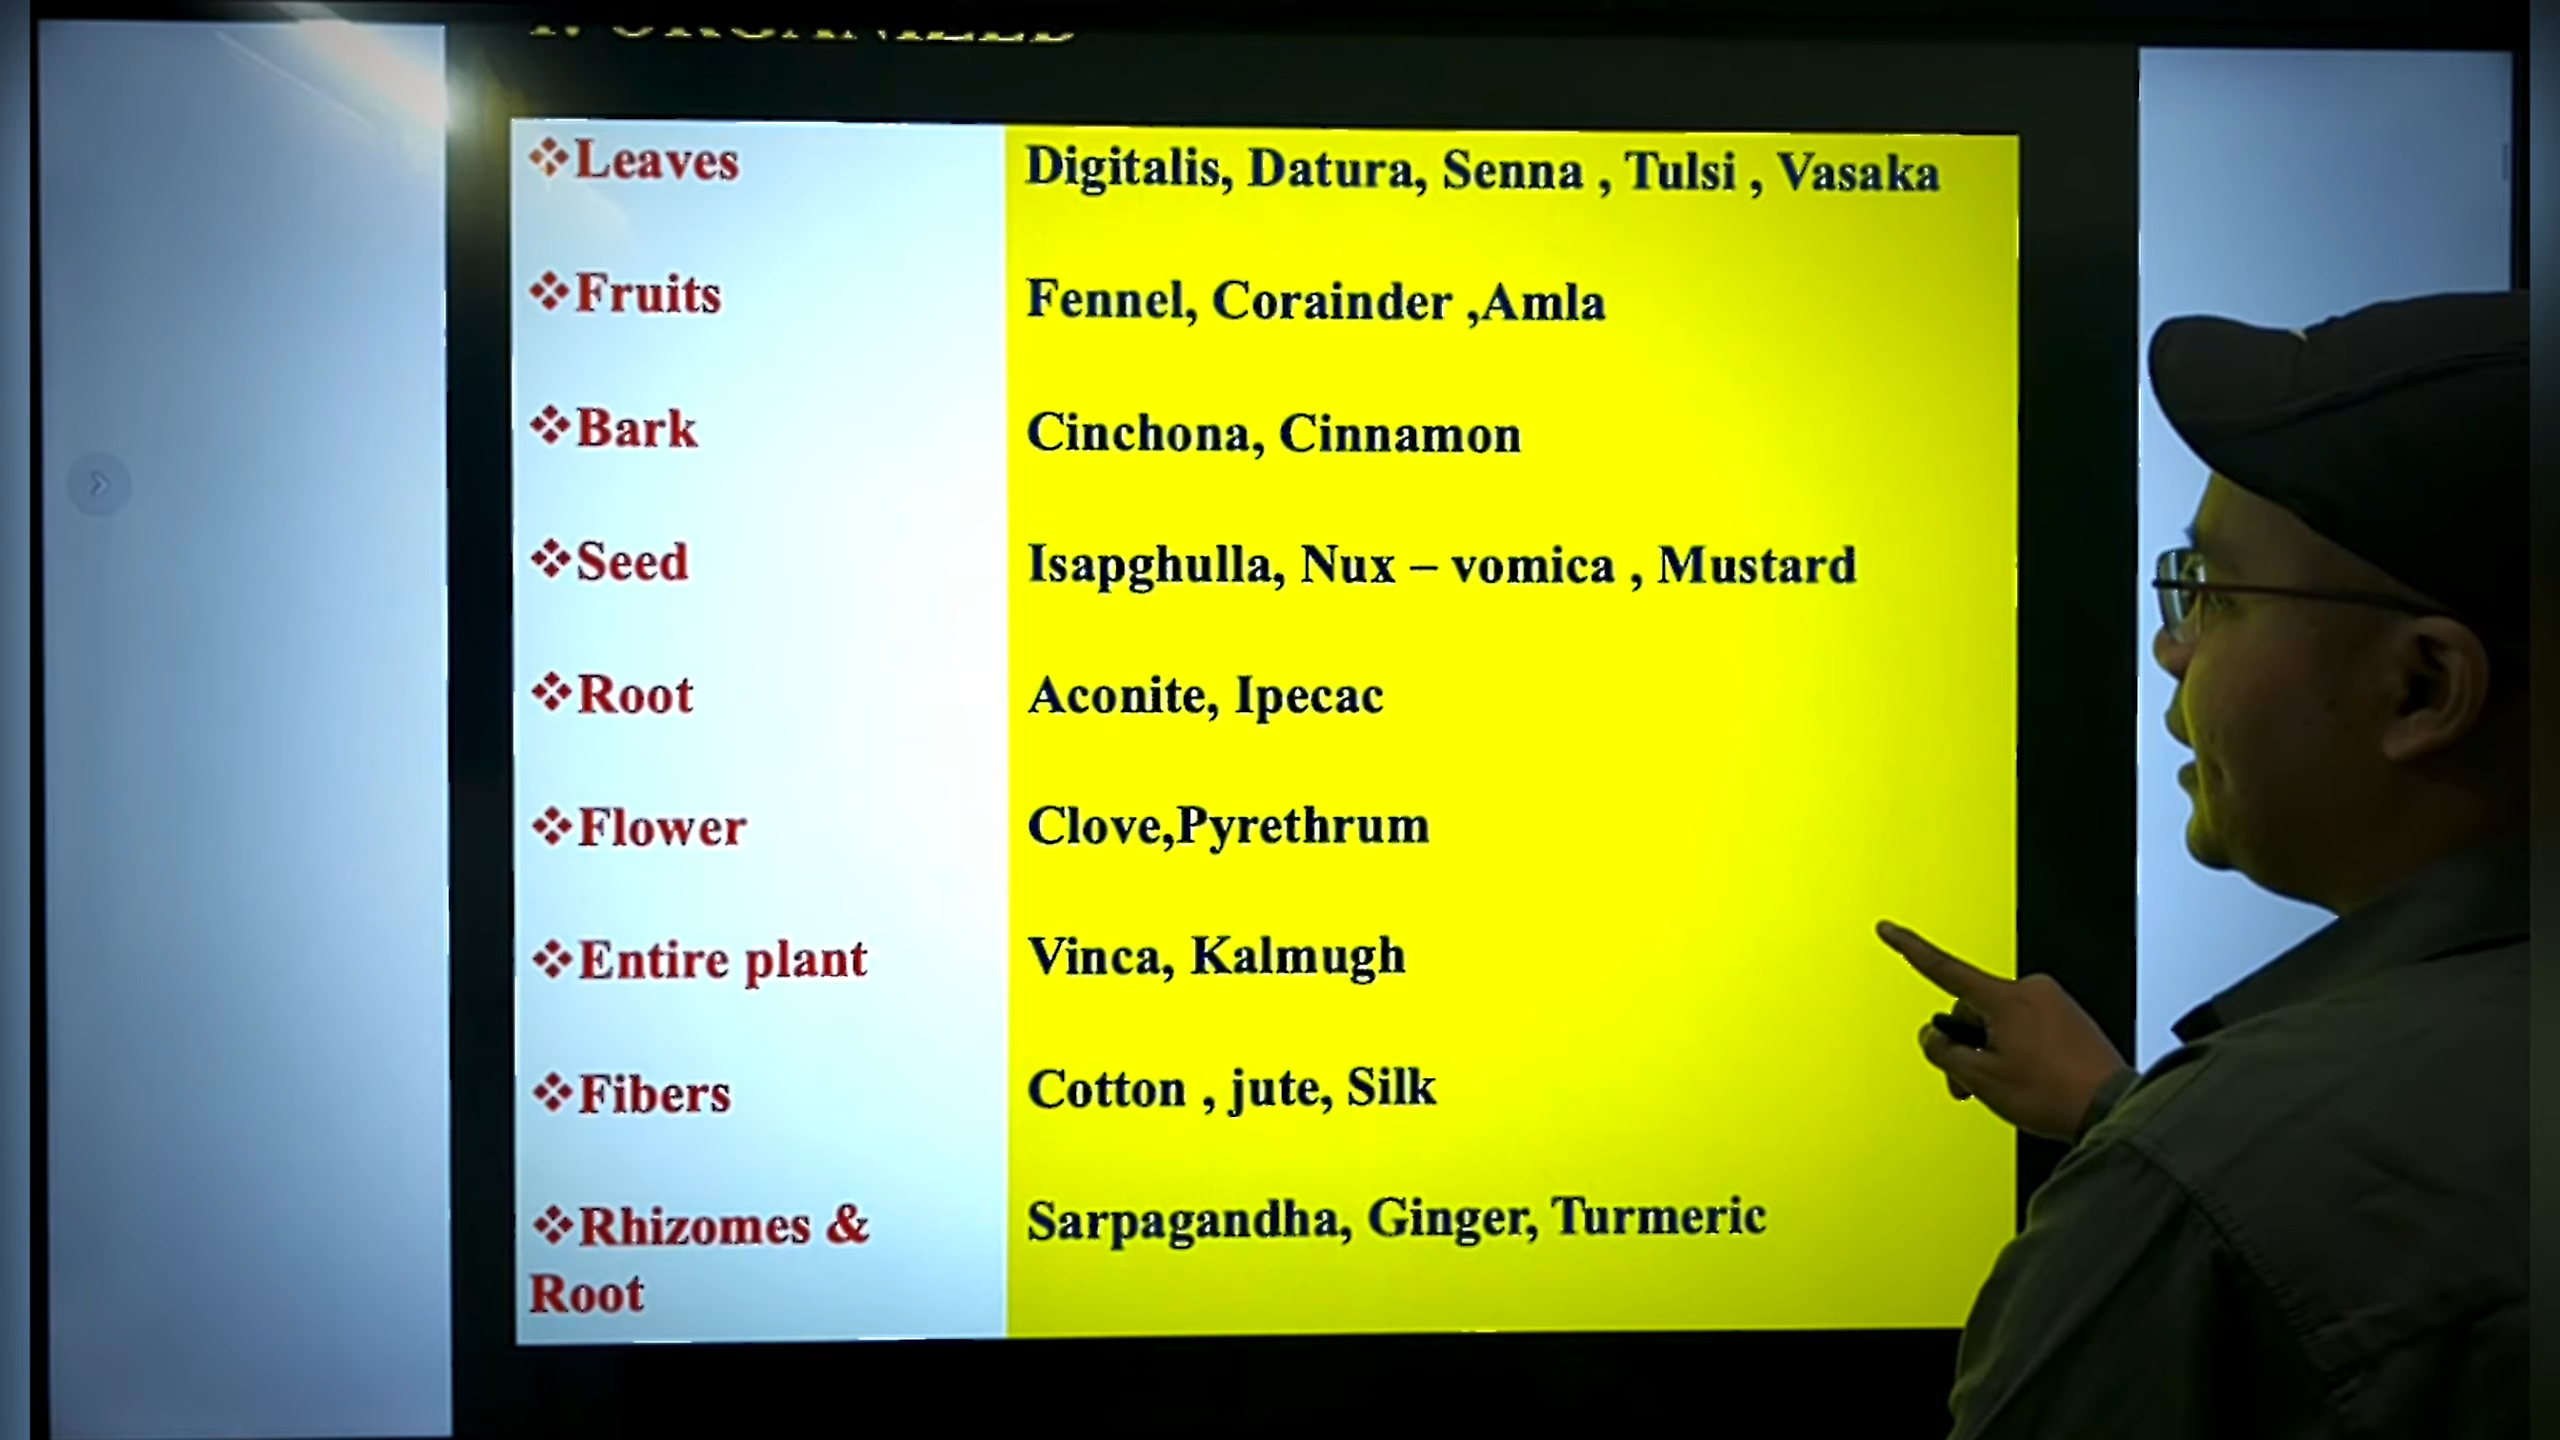 ❖Leaves Digitalis, Datura, Senna , Tulsi , Vasaka
❖Fruits Fennel, Corainder ,Amla
❖Bark Cinchona, Cinnamon
❖Seed Isapghulla, Nux – vomica , Mustard
❖Root Aconite, Ipecac
❖Flower Clove,Pyrethrum
❖Entire plant Vinca, Kalmugh
❖Fibers Cotton , jute, Silk
❖Rhizomes & Sarpagandha, Ginger, Turmeric
Root